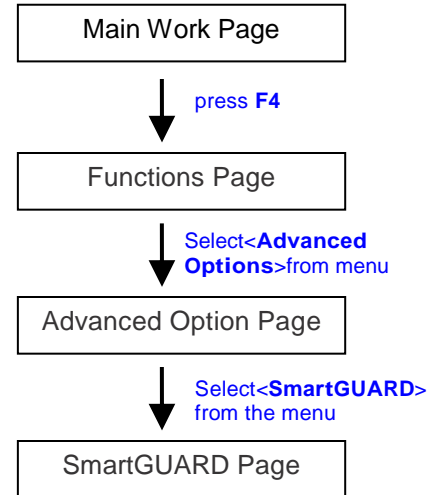 Main Work Page
press F4
Functions Page
Select<Advanced
Options>from menu
Advanced Option Page
Select<SmartGUARD>
from the menu
SmartGUARD Page